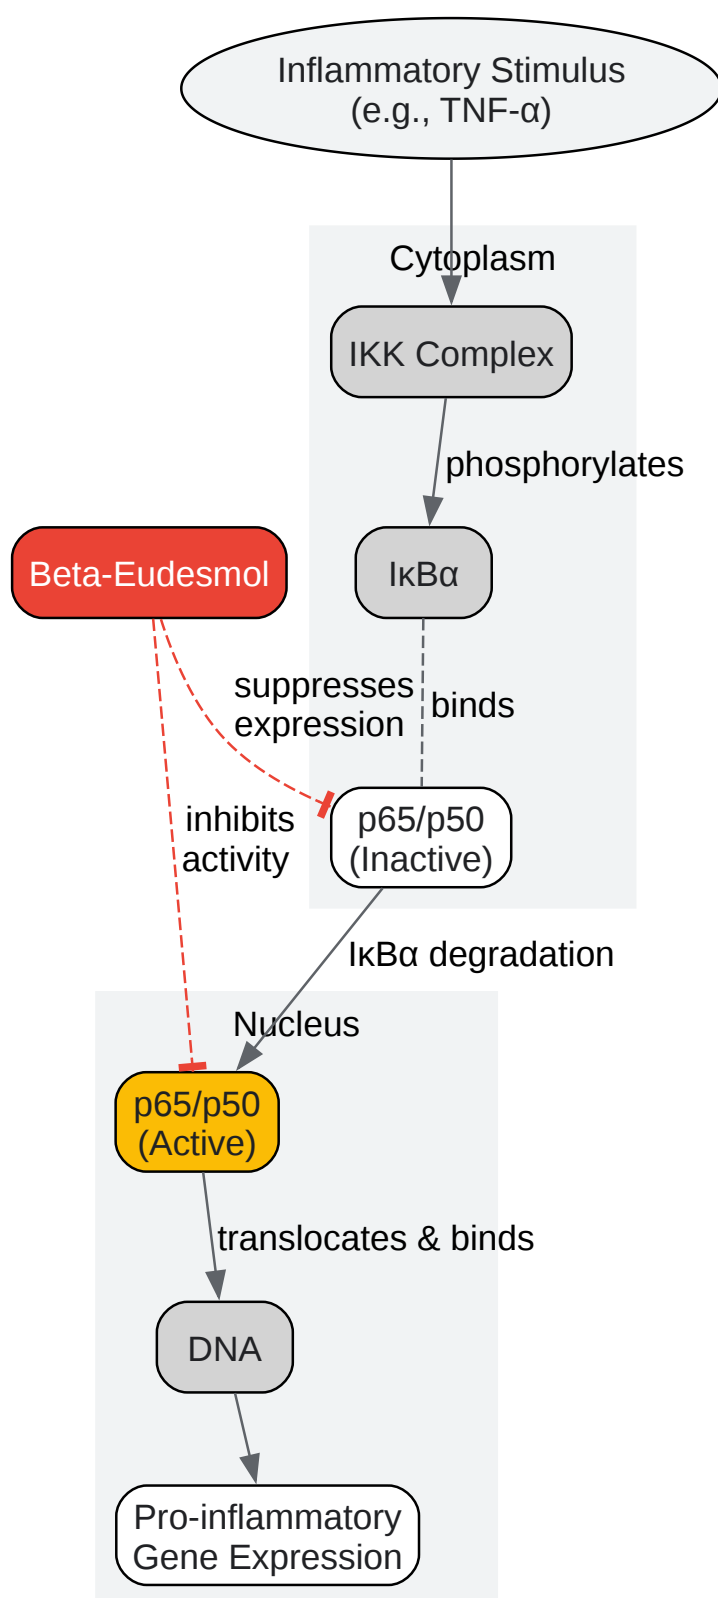 Inflammatory Stimulus
(e.g., TNF-α)
Cytoplasm
IKK Complex
phosphorylates
Beta-Eudesmol
IκBα
suppresses
expression
binds
inhibits
activity
p65/p50
(Inactive)
IκBα degradation
Nucleus
p65/p50
(Active)
translocates & binds
DNA
Pro-inflammatory
Gene Expression